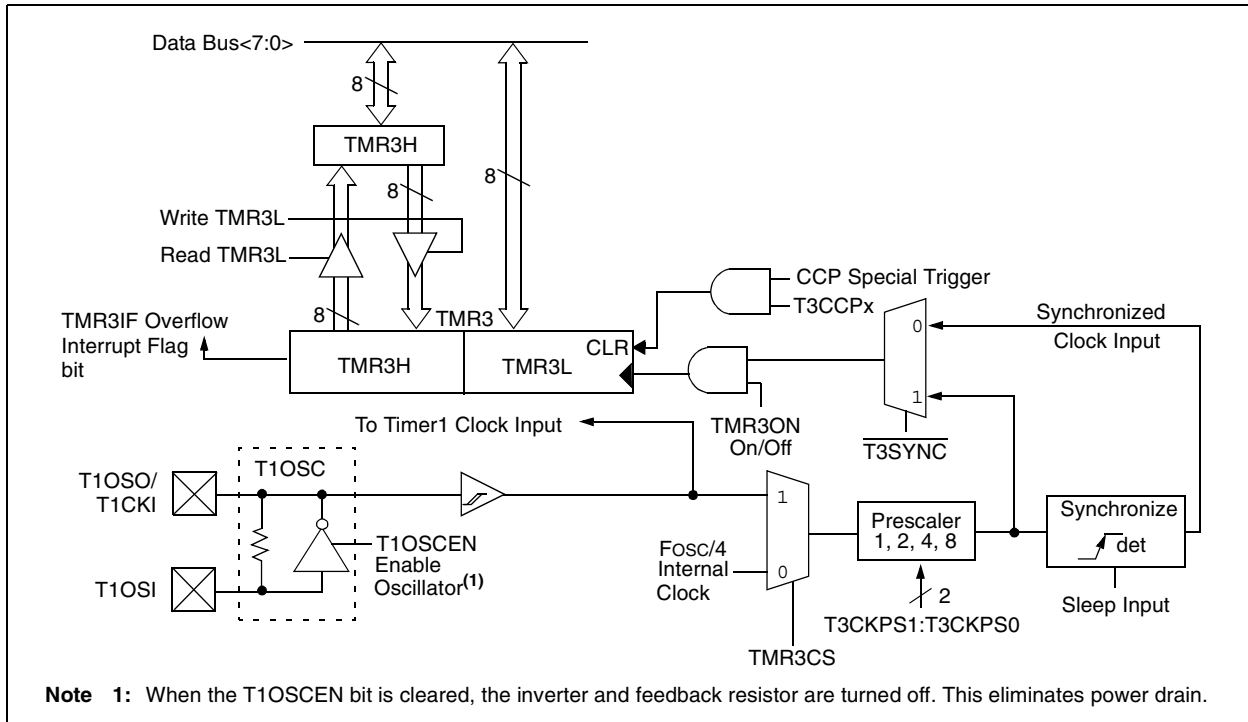 Data Bus<7:0>
8
TMR3H
8
8
Write TMR3L
Read TMR3L
CCP Special Trigger
T3CCPx
8
TMR3
TMR3IF Overflow
Interrupt Flag
bit
TMR3H
TMR3L
CLR
0
1
Synchronized
Clock Input
TMR3ON
On/Off
T3SYNC
To Timer1 Clock Input
T1OSC
T1OSO/
T1CKI
T1OSCEN
Enable
Oscillator(1)
T1OSI
1
0
FOSC/4
Internal
Clock
Prescaler
1, 2, 4, 8
Synchronize
det
2
T3CKPS1:T3CKPS0
Sleep Input
TMR3CS
Note 1: When the T1OSCEN bit is cleared, the inverter and feedback resistor are turned off. This eliminates power drain.